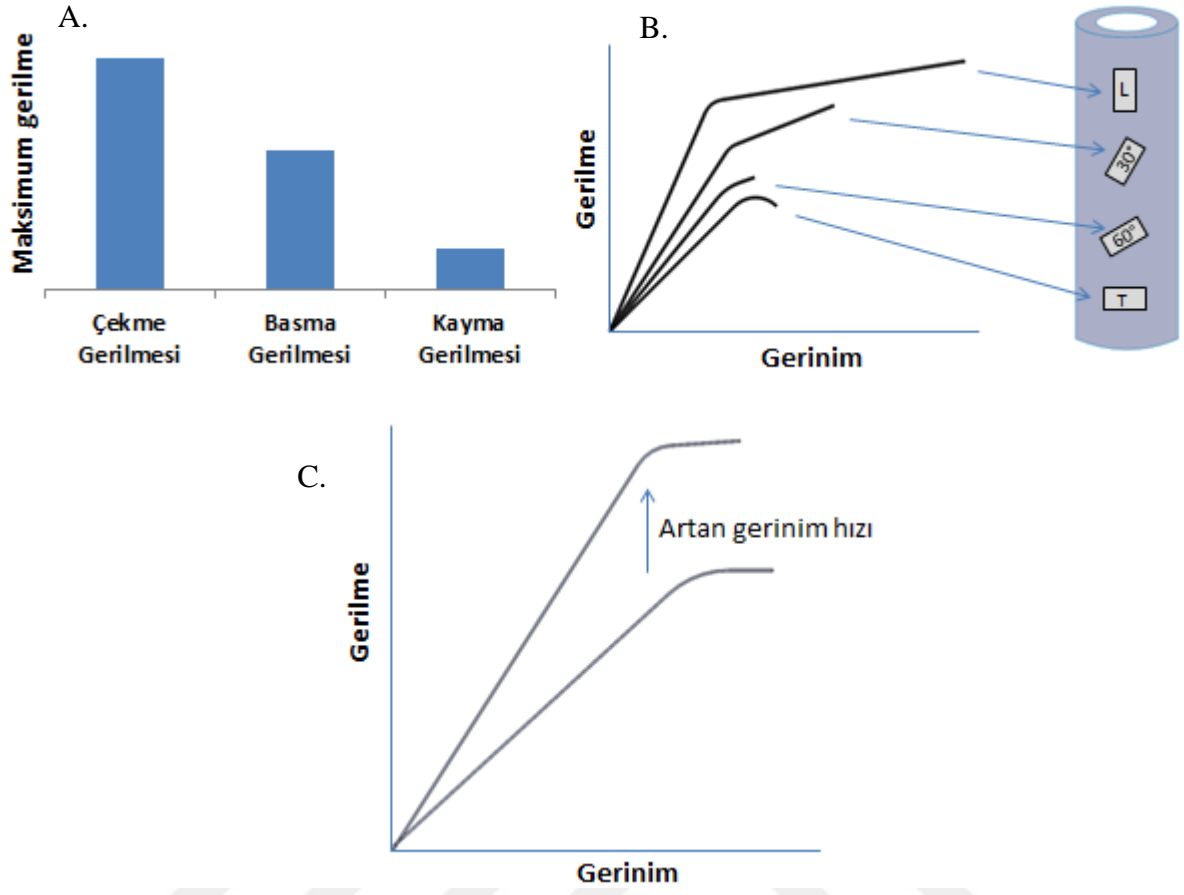 A.
Maksimum gerilme
Çekme
Gerilmesi
Basma
Gerilmesi
Kayma
Gerilmesi
B.
Gerilme
Gerinim
L
30°
60°
T
C.
Gerilme
Artan gerinim hızı
Gerinim